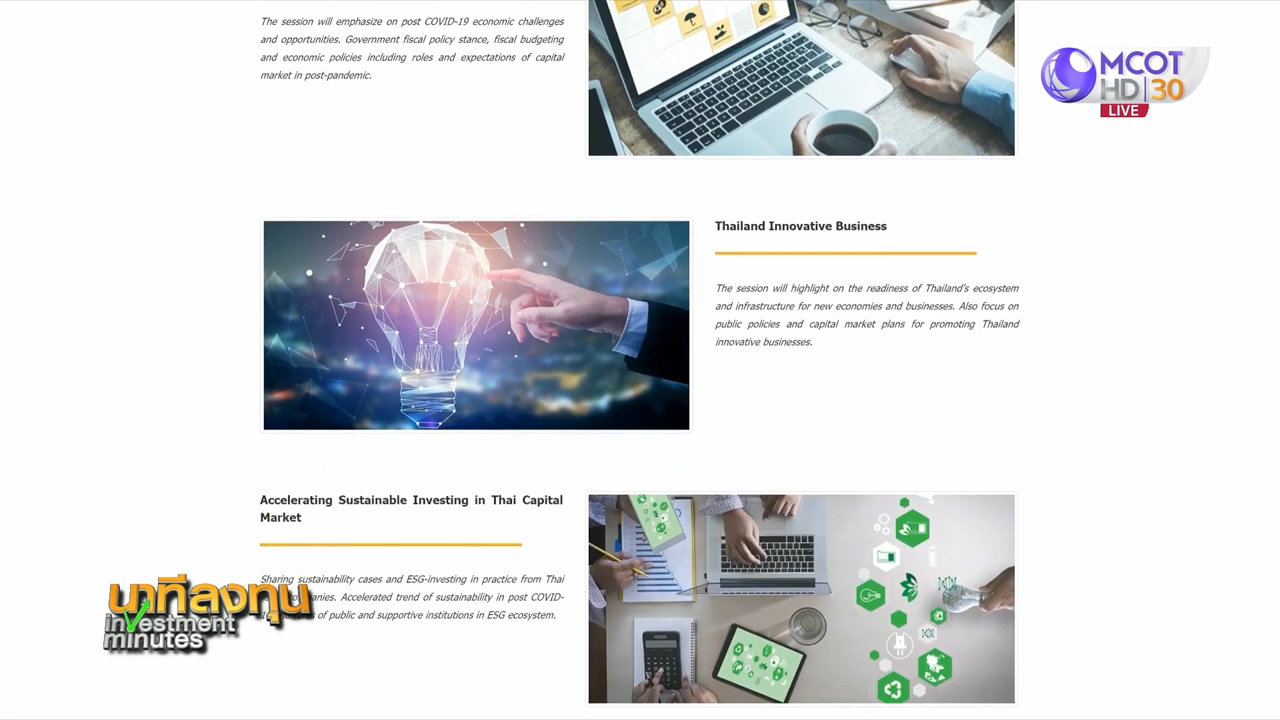 The session will emphasize on post COVID-19 economic challenges
and opportunities. Government fiscal policy stance, fiscal budgeting
and economic policies including roles and expectations of capital
market in post-pandemic.
MCOT
HD 30
LIVE
Thailand Innovative Business
The session will highlight on the readiness of Thailand's ecosystem
and infrastructure for new economies and businesses. Also focus on
public policies and capital market plans for promoting Thailand
innovative businesses.
Accelerating Sustainable Investing in Thai Capital
Market
Sharing sustainability cases and ESG-investing in practice from Thai
Accelerated trend of sustainability in post COVID-
of public and supportive institutions in ESG ecosystem.
นาทีลงทุน
investment
minutes